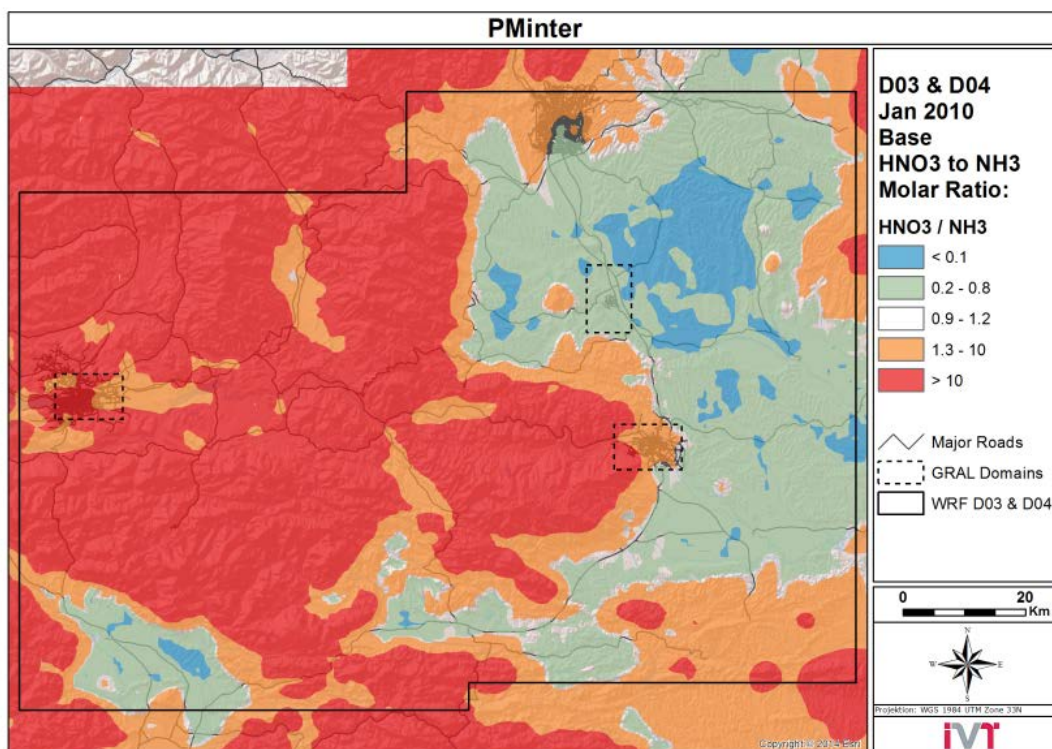 PMinter
D03 & D04
Jan 2010
Base
HNO3 to NH3
Molar Ratio:
HNO3 / NH3
< 0.1
0.2 - 0.8
0.9 - 1.2
1.3 - 10
> 10
Major Roads
GRAL Domains
WRF D03 & D04
0 20
Km
N
W E
S
Projektion: WGS 1984 UTM Zone 33N
Copyright © 2014 Esri
iVT